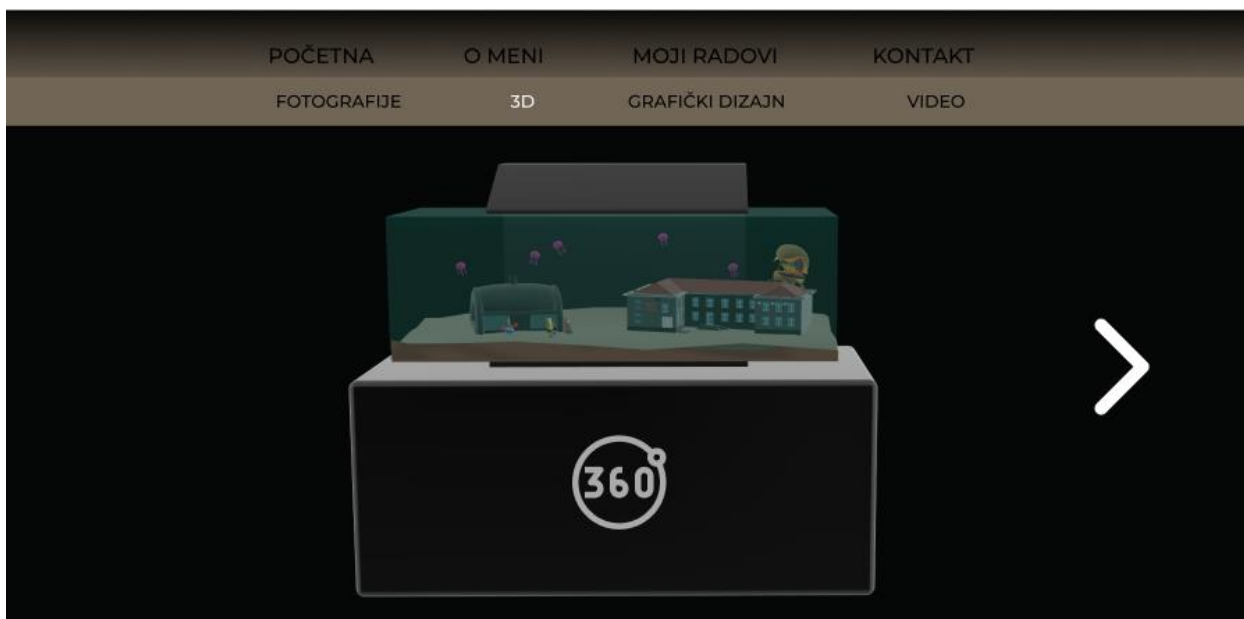 POČETNA O MENI MOJI RADOVI KONTAKT
FOTOGRAFIJE 3D GRAFIČKI DIZAJN VIDEO
360